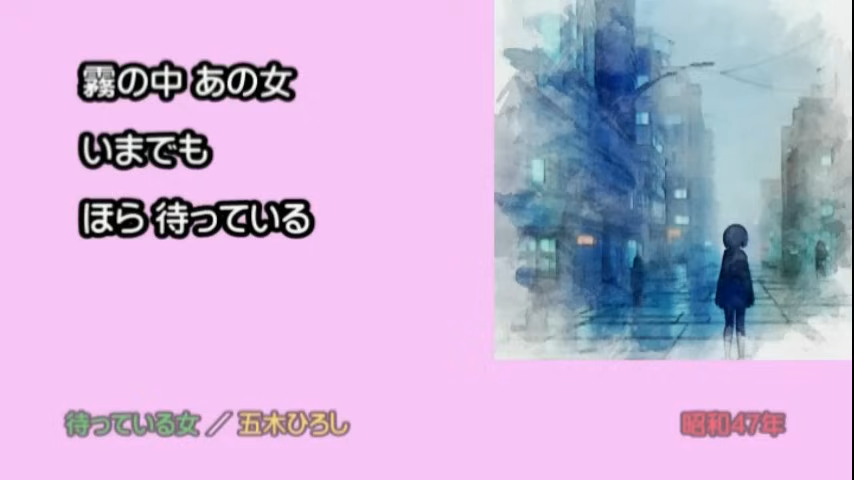 霧の中 あの女
いまでも
ほら 待っている
待っている女 ／ 五木ひろし
昭和47年